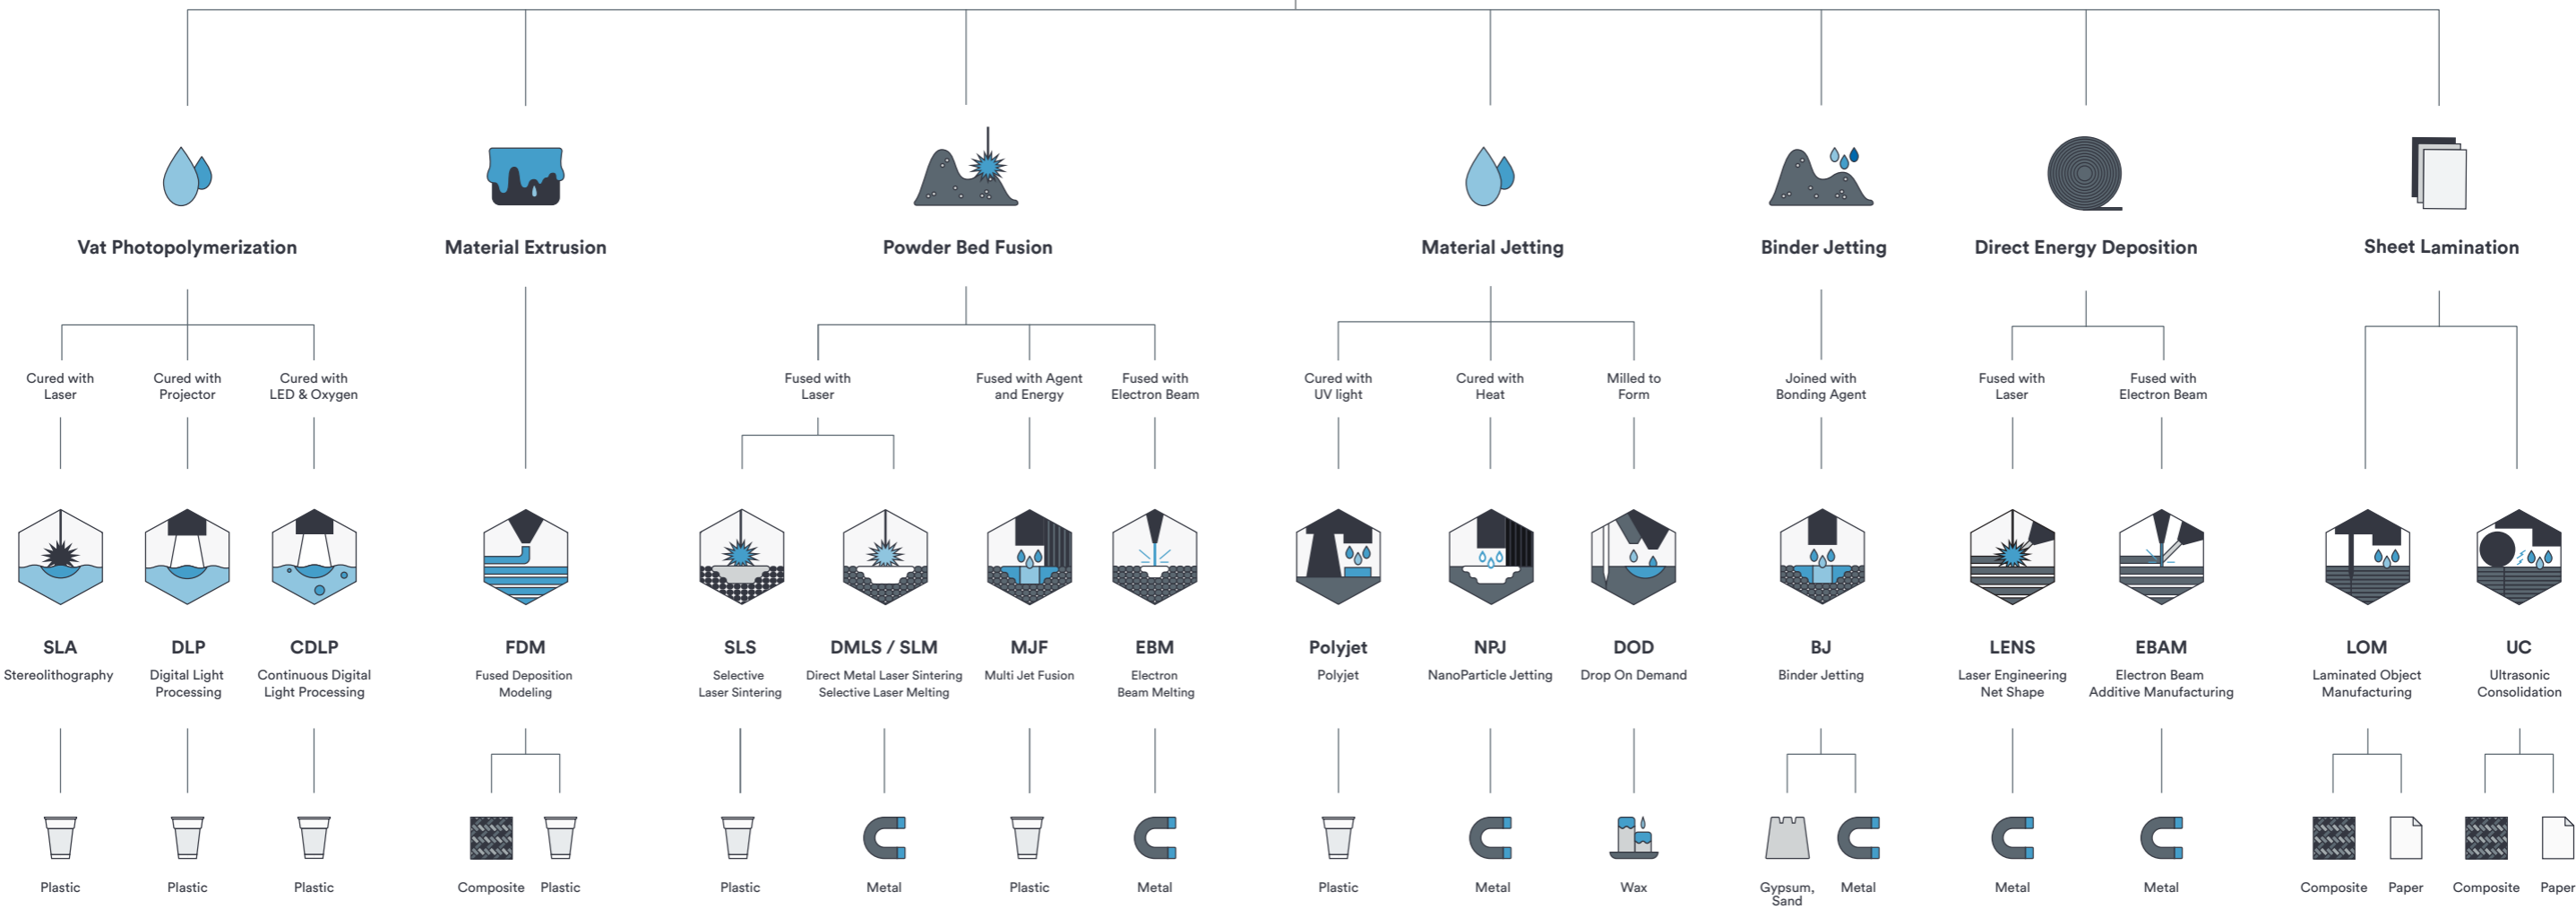 Vat Photopolymerization
Material Extrusion
Powder Bed Fusion
Material Jetting
Binder Jetting
Direct Energy Deposition
Sheet Lamination
Cured with
Laser
Cured with
Projector
Cured with
LED & Oxygen
Fused with
Laser
Fused with Agent
and Energy
Fused with
Electron Beam
Cured with
UV light
Cured with
Heat
Milled to
Form
Joined with
Bonding Agent
Fused with
Laser
Fused with
Electron Beam
SLA
Stereolithography
DLP
Digital Light
Processing
CDLP
Continuous Digital
Light Processing
FDM
Fused Deposition
Modeling
SLS
Selective
Laser Sintering
DMLS / SLM
Direct Metal Laser Sintering
Selective Laser Melting
MJF
Multi Jet Fusion
EBM
Electron
Beam Melting
Polyjet
Polyjet
NPJ
NanoParticle Jetting
DOD
Drop On Demand
BJ
Binder Jetting
LENS
Laser Engineering
Net Shape
EBAM
Electron Beam
Additive Manufacturing
LOM
Laminated Object
Manufacturing
UC
Ultrasonic
Consolidation
Plastic
Plastic
Plastic
Composite
Plastic
Plastic
Metal
Plastic
Metal
Plastic
Metal
Wax
Gypsum,
Sand
Metal
Metal
Metal
Composite
Paper
Composite
Paper